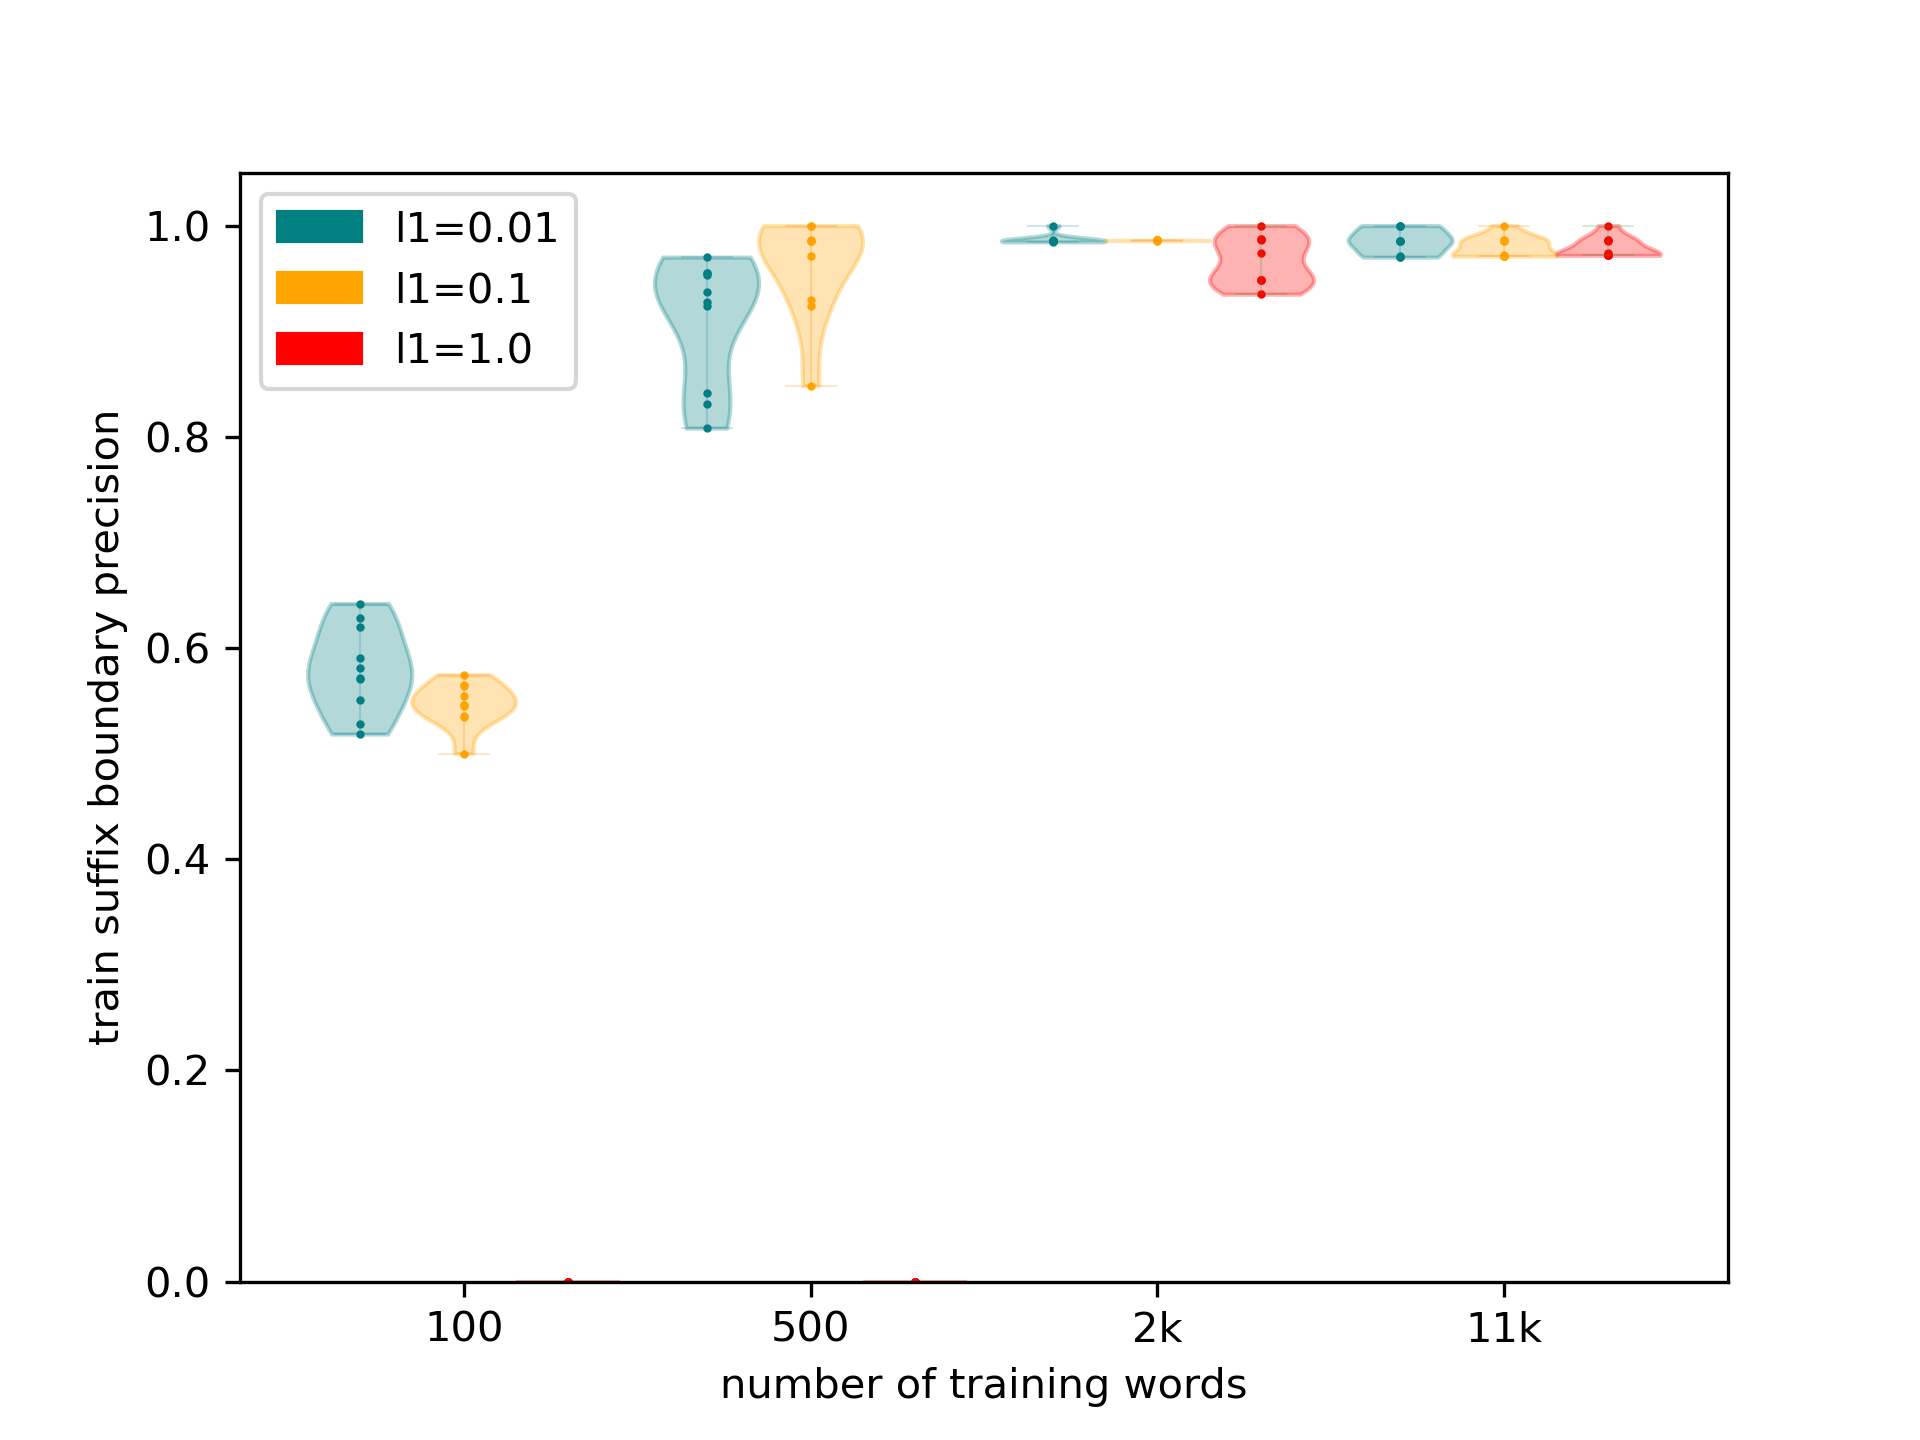 l1=0.01
l1=0.1
l1=1.0
1.0
0.8
0.6
0.4
0.2
0.0
train suffix boundary precision
100 500 2k 11k
number of training words